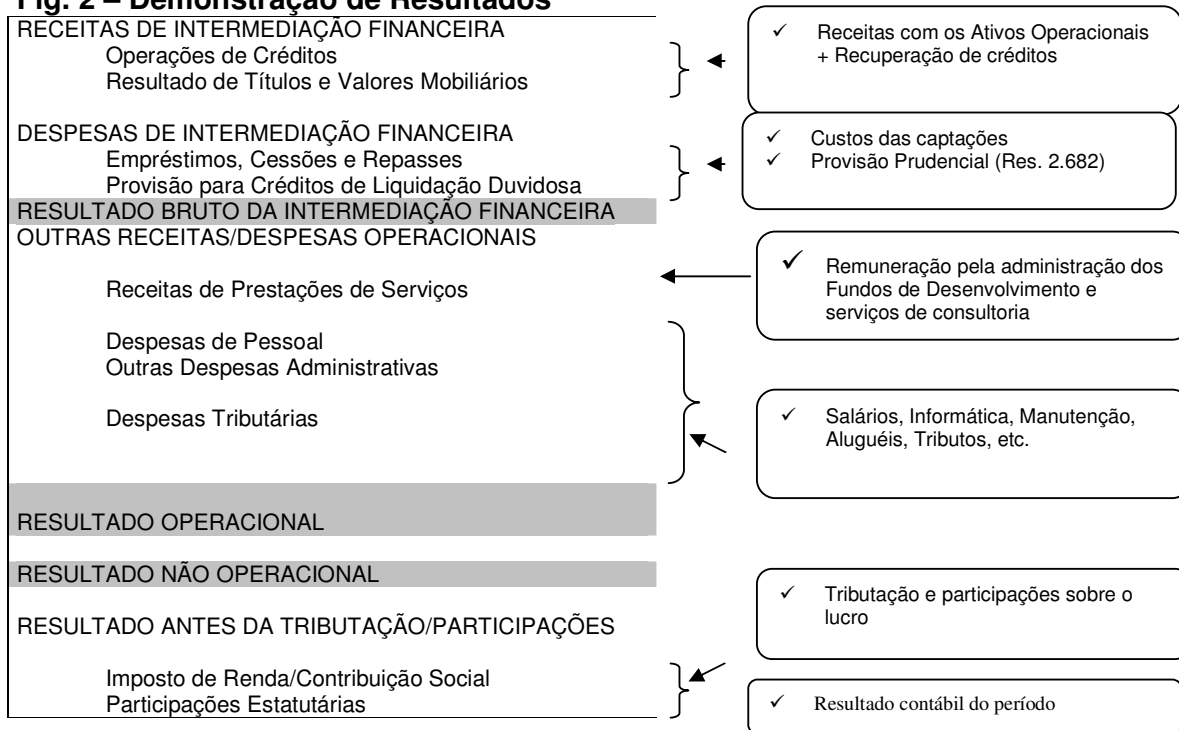 Fig. 2 – Demonstração de Resultados
RECEITAS DE INTERMEDIAÇÃO FINANCEIRA
Operações de Créditos
Resultado de Títulos e Valores Mobiliários
✓ Receitas com os Ativos Operacionais
+ Recuperação de créditos
DESPESAS DE INTERMEDIAÇÃO FINANCEIRA
Empréstimos, Cessões e Repasses
Provisão para Créditos de Liquidação Duvidosa
✓ Custos das captações
✓ Provisão Prudencial (Res. 2.682)
RESULTADO BRUTO DA INTERMEDIAÇÃO FINANCEIRA
OUTRAS RECEITAS/DESPESAS OPERACIONAIS
Receitas de Prestações de Serviços
✓ Remuneração pela administração dos
Fundos de Desenvolvimento e
serviços de consultoria
Despesas de Pessoal
Outras Despesas Administrativas
Despesas Tributárias
✓ Salários, Informática, Manutenção,
Aluguéis, Tributos, etc.
RESULTADO OPERACIONAL
RESULTADO NÃO OPERACIONAL
RESULTADO ANTES DA TRIBUTAÇÃO/PARTICIPAÇÕES
✓ Tributação e participações sobre o
lucro
Imposto de Renda/Contribuição Social
Participações Estatutárias
✓ Resultado contábil do período